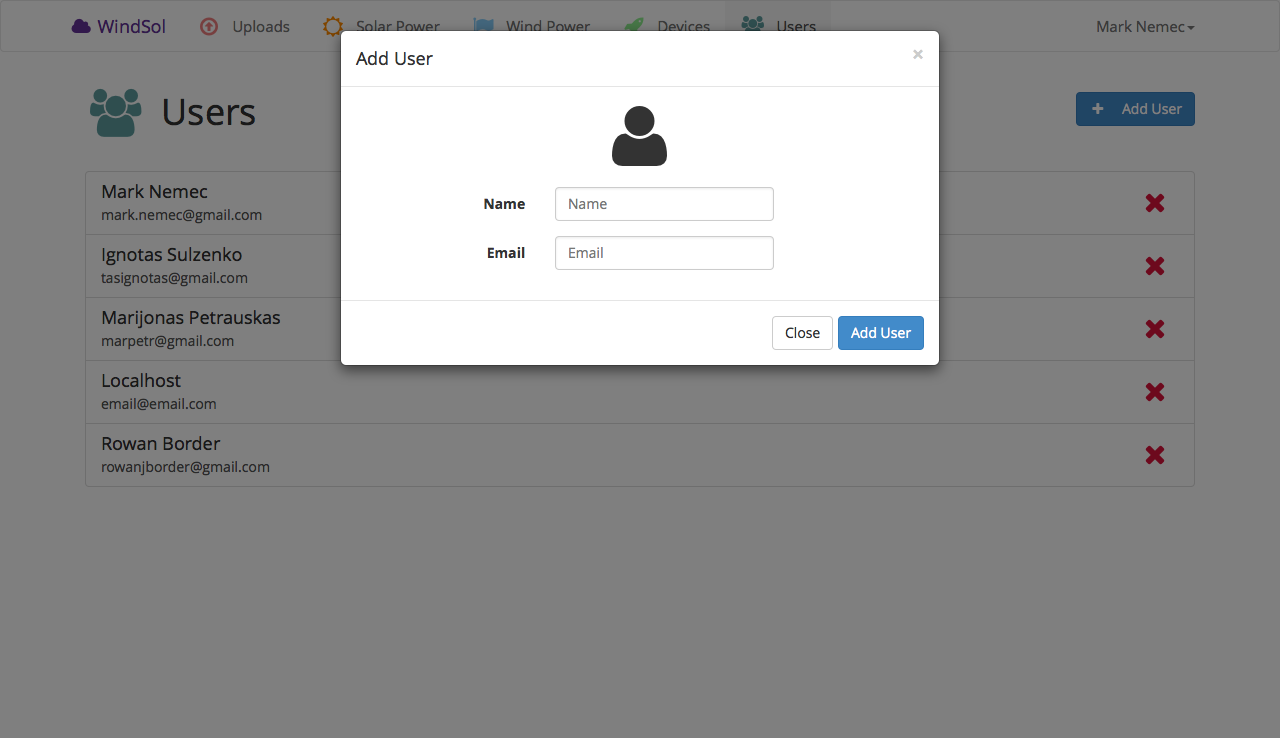 WindSol Uploads Solar Power Wind Power Devices Users Mark Nemec
Add User ×
Users
Add User
Name Name
Email Email
Close Add User
Mark Nemec
mark.nemec@gmail.com
Ignotas Sulzenko
tasignotas@gmail.com
Marijonas Petrauskas
marpetr@gmail.com
Localhost
email@email.com
Rowan Border
rowanjborder@gmail.com